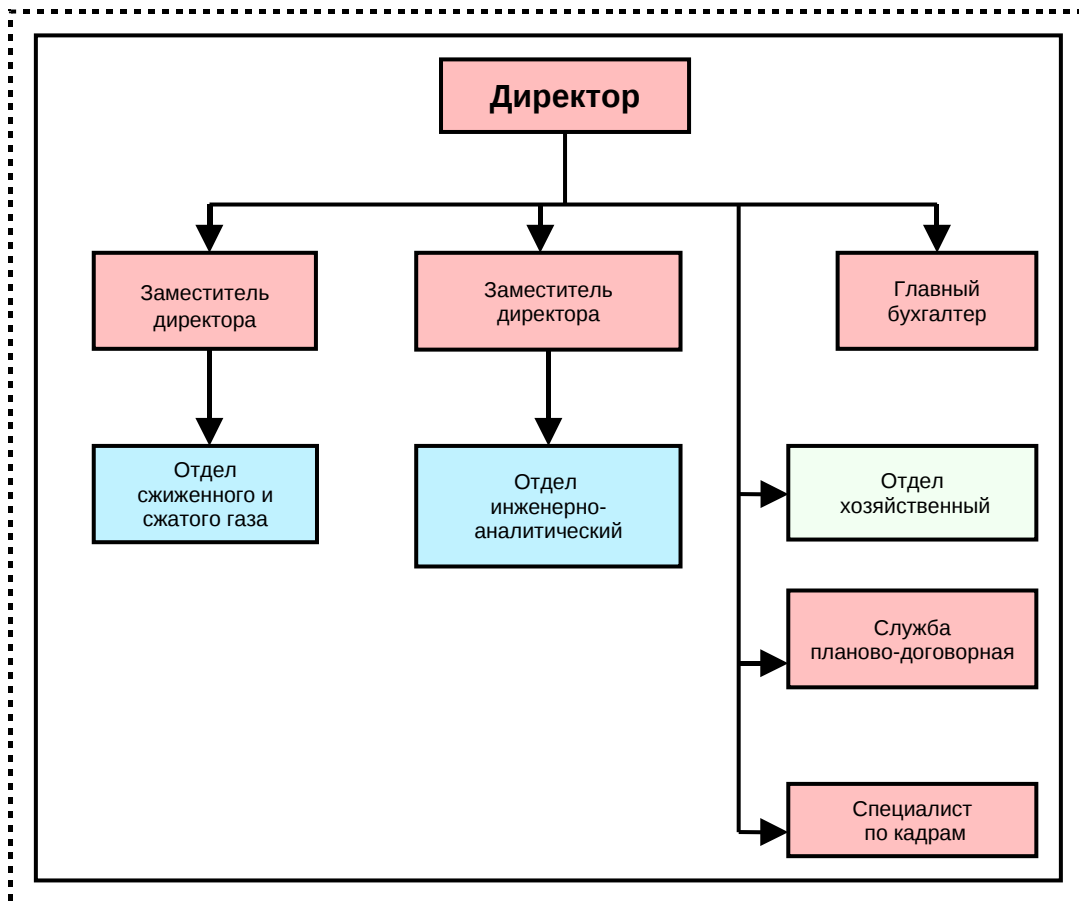 Директор
Заместитель
директора
Заместитель
директора
Главный
бухгалтер
Отдел
сжиженного и
сжатого газа
Отдел
инженерно-
аналитический
Отдел
хозяйственный
Служба
планово-договорная
Специалист
по кадрам